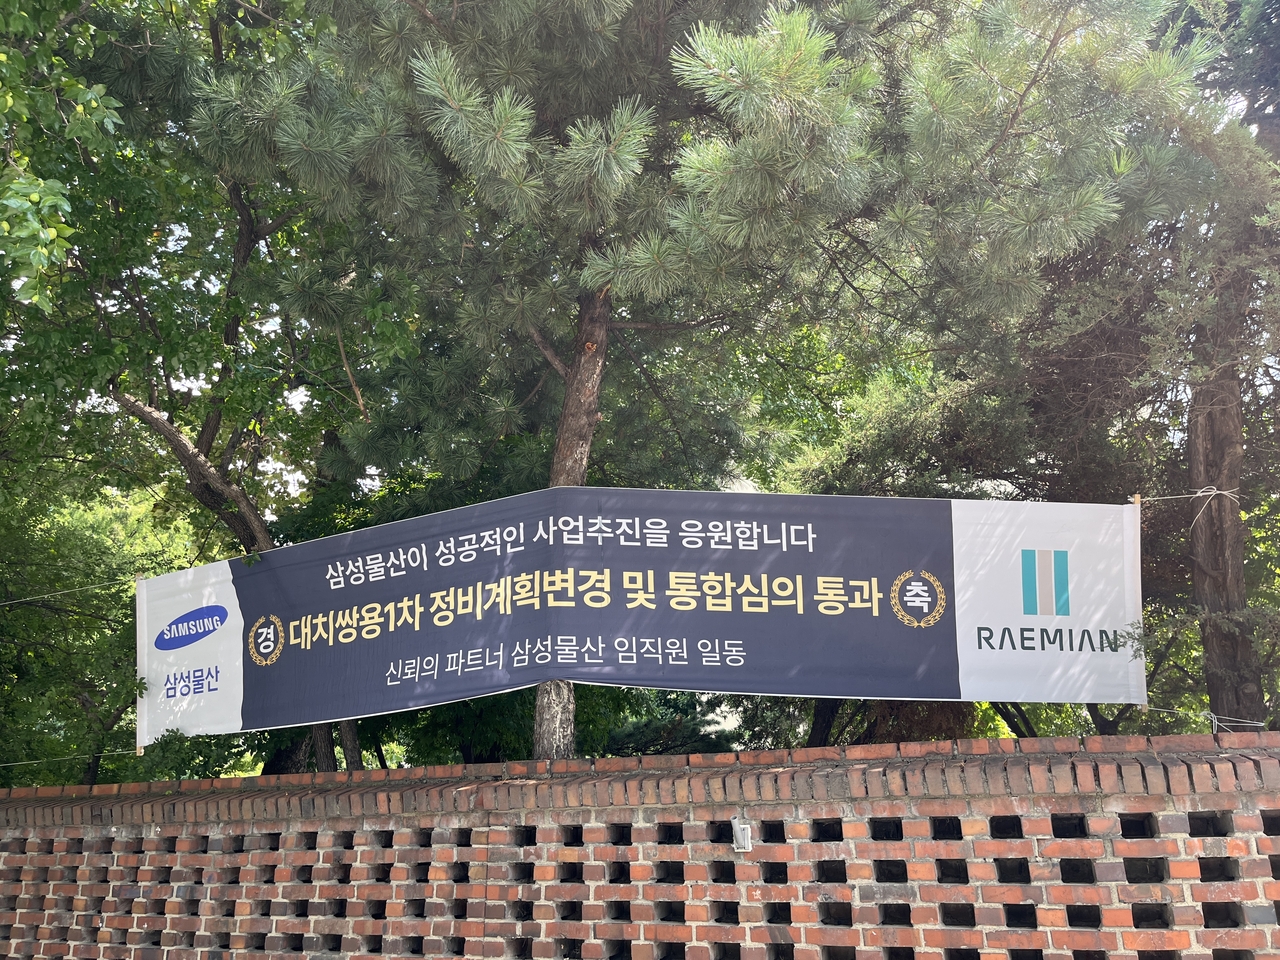 삼성물산이 성공적인 사업추진을 응원합니다
경 대치쌍용1차 정비계획변경 및 통합심의 통과 축
신뢰의 파트너 삼성물산 임직원 일동
SAMSUNG
삼성물산
RAEMIAN